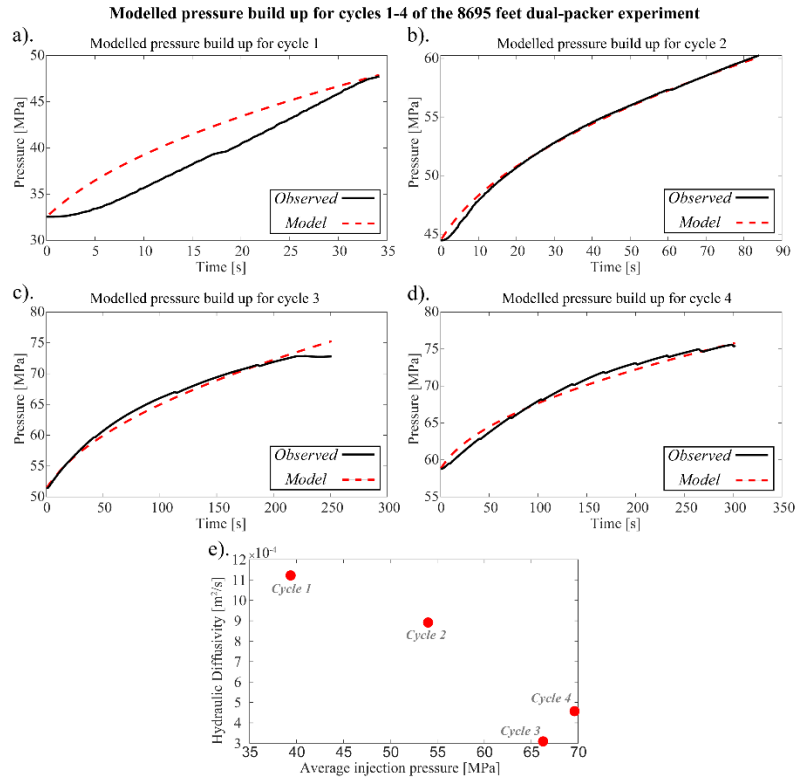 Modelled pressure build up for cycles 1-4 of the 8695 feet dual-packer experiment
a).
Modelled pressure build up for cycle 1
Pressure [MPa]
50
45
40
35
30
0 5 10 15 20 25 30 35
Time [s]
Observed
Model
b).
Modelled pressure build up for cycle 2
Pressure [MPa]
60
55
50
45
0 10 20 30 40 50 60 70 80 90
Time [s]
Observed
Model
c).
Modelled pressure build up for cycle 3
Pressure [MPa]
80
75
70
65
60
55
50
0 50 100 150 200 250 300
Time [s]
Observed
Model
d).
Modelled pressure build up for cycle 4
Pressure [MPa]
80
75
70
65
60
55
0 50 100 150 200 250 300 350
Time [s]
Observed
Model
e).
×10⁻⁴
Hydraulic Diffusivity [m²/s]
12
11
10
9
8
7
6
5
4
3
35 40 45 50 55 60 65 70
Average injection pressure [MPa]
Cycle 1
Cycle 2
Cycle 4
Cycle 3